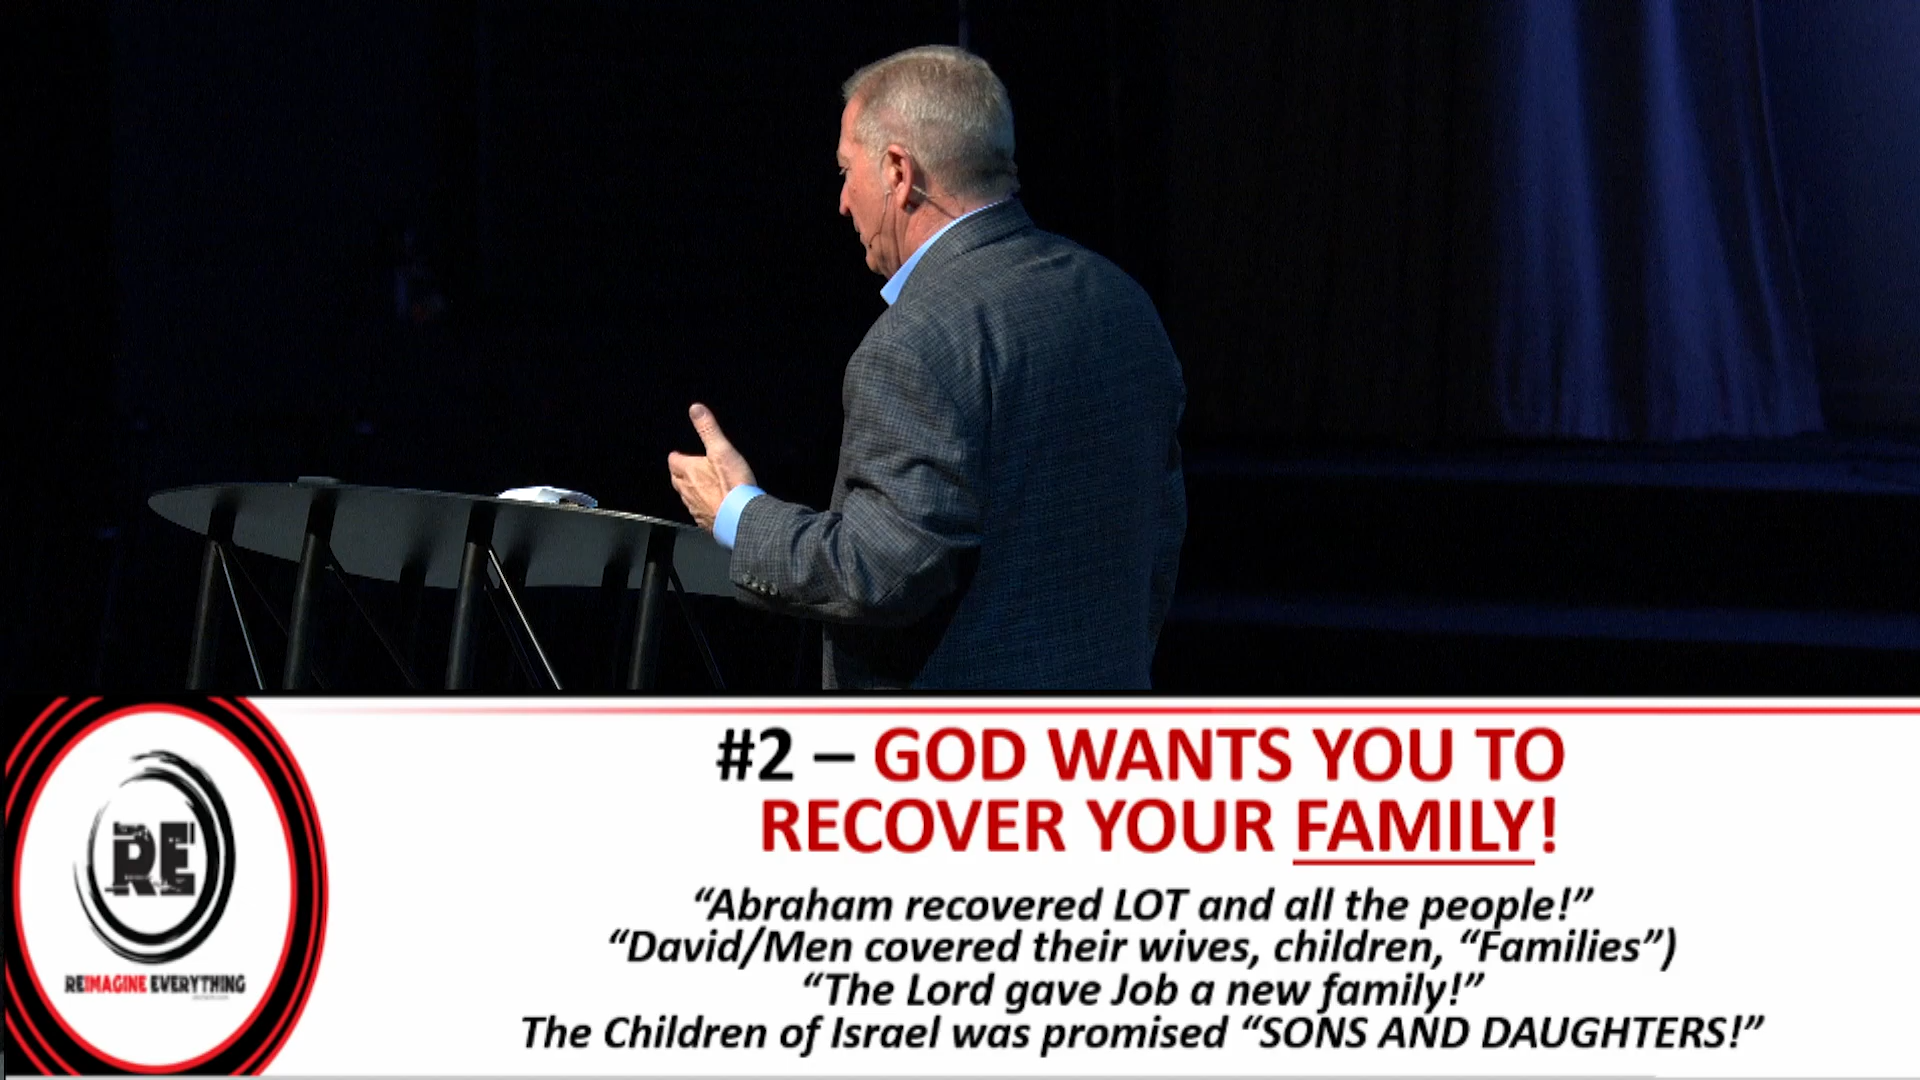 #2 – GOD WANTS YOU TO
RECOVER YOUR FAMILY!
“Abraham recovered LOT and all the people!”
“David/Men covered their wives, children, “Families”)
“The Lord gave Job a new family!”
The Children of Israel was promised “SONS AND DAUGHTERS!”
RE
REIMAGINE EVERYTHING